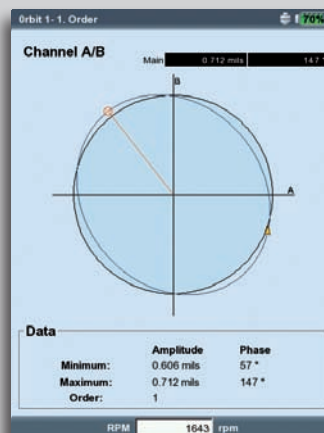 0rbit 1- 1. Order 70%
Channel A/B
Main 0.712 mils 147 °
B
A
Data
Amplitude Phase
Minimum: 0.606 mils 57 °
Maximum: 0.712 mils 147 °
Order: 1
RPM 1643 rpm